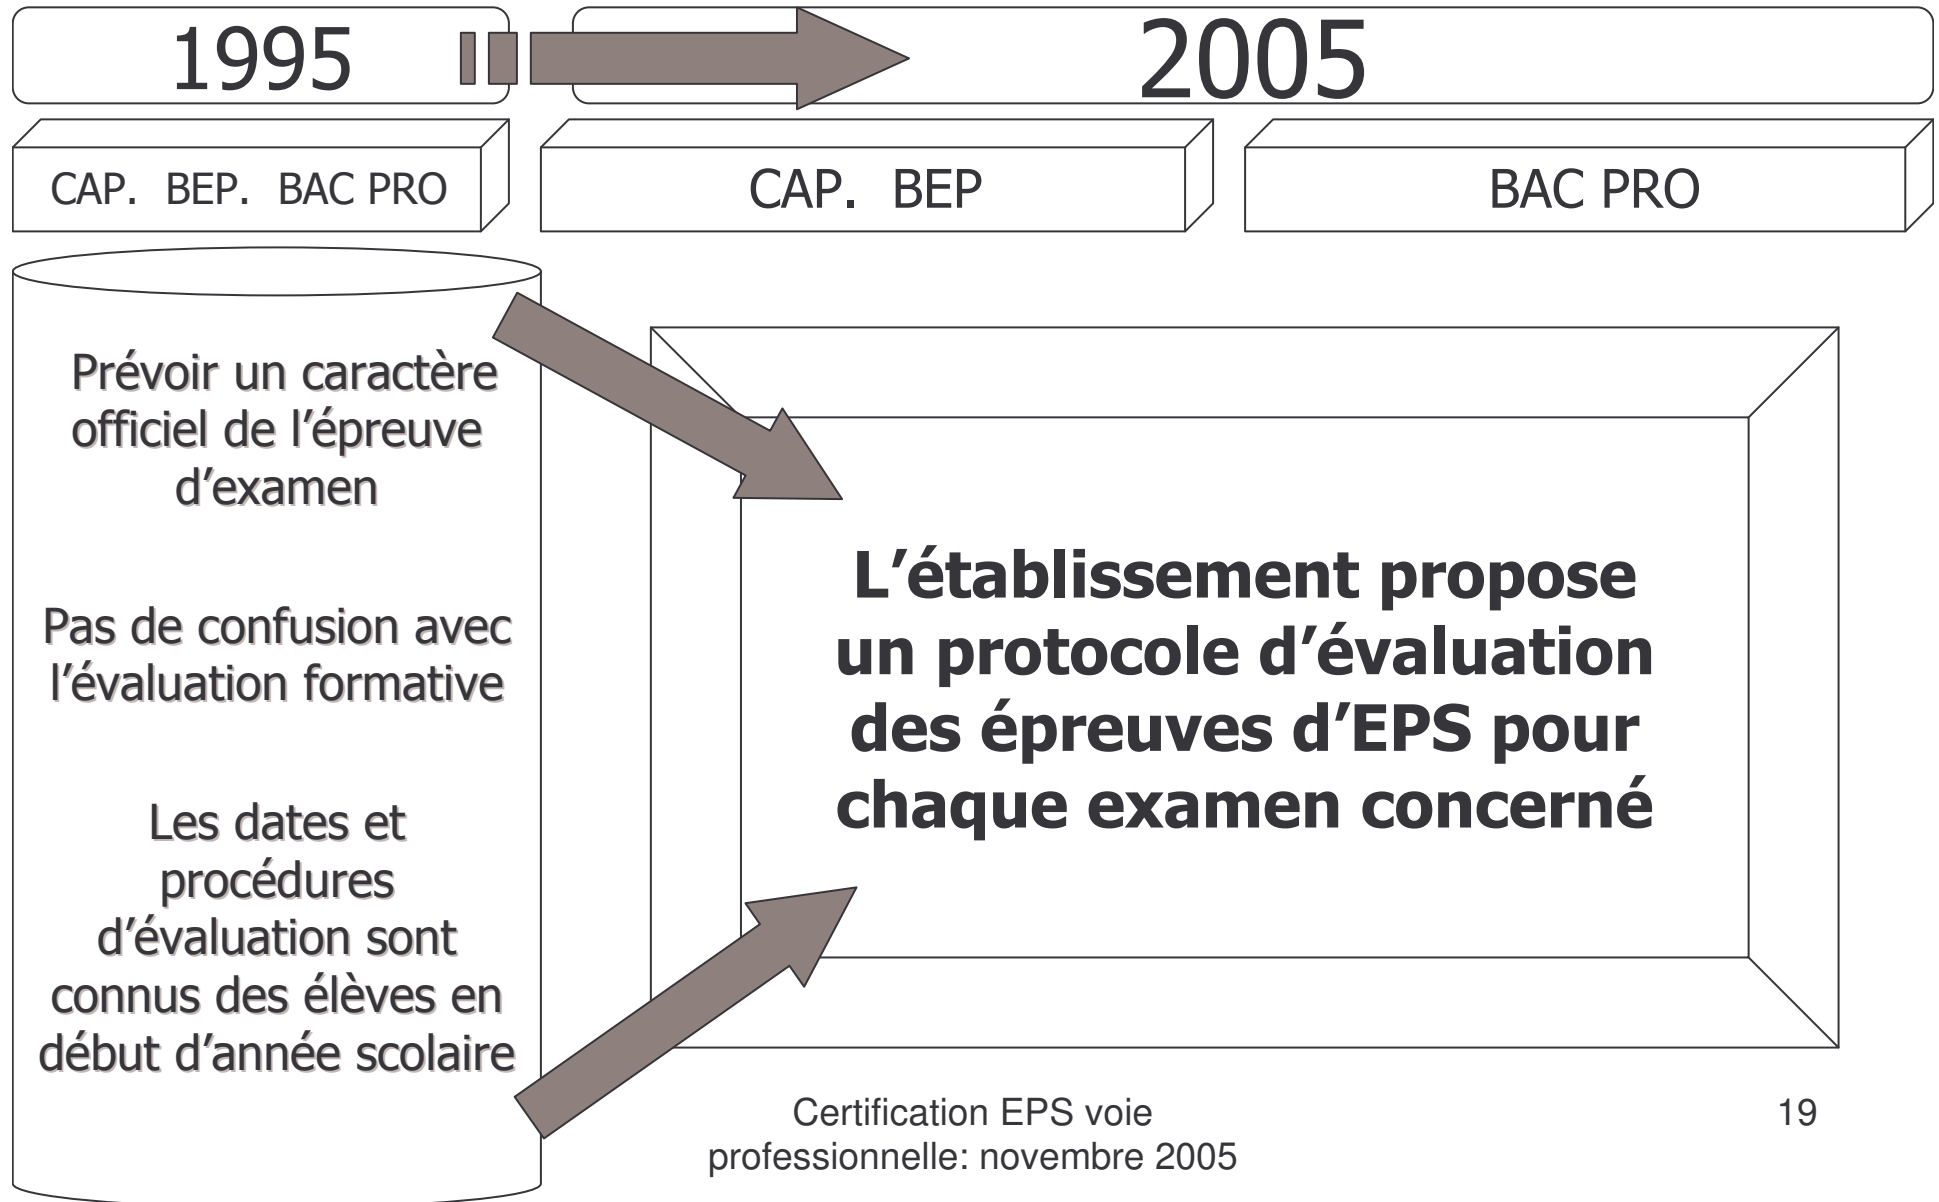 1995
2005
CAP. BEP. BAC PRO
CAP. BEP
BAC PRO
Prévoir un caractère
officiel de l’épreuve
d’examen
Pas de confusion avec
l’évaluation formative
Les dates et
procédures
d’évaluation sont
connus des élèves en
début d’année scolaire
L’établissement propose
un protocole d’évaluation
des épreuves d’EPS pour
chaque examen concerné
Certification EPS voie
professionnelle: novembre 2005
19